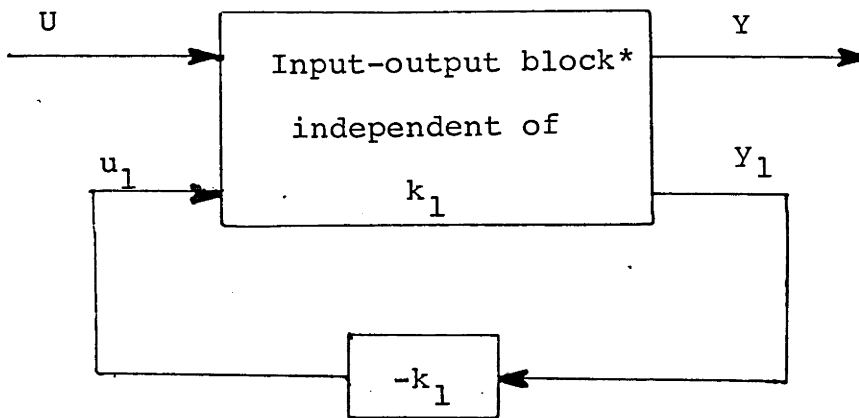 U
Y
Input-output block*
independent of
k₁
u₁
y₁
-k₁